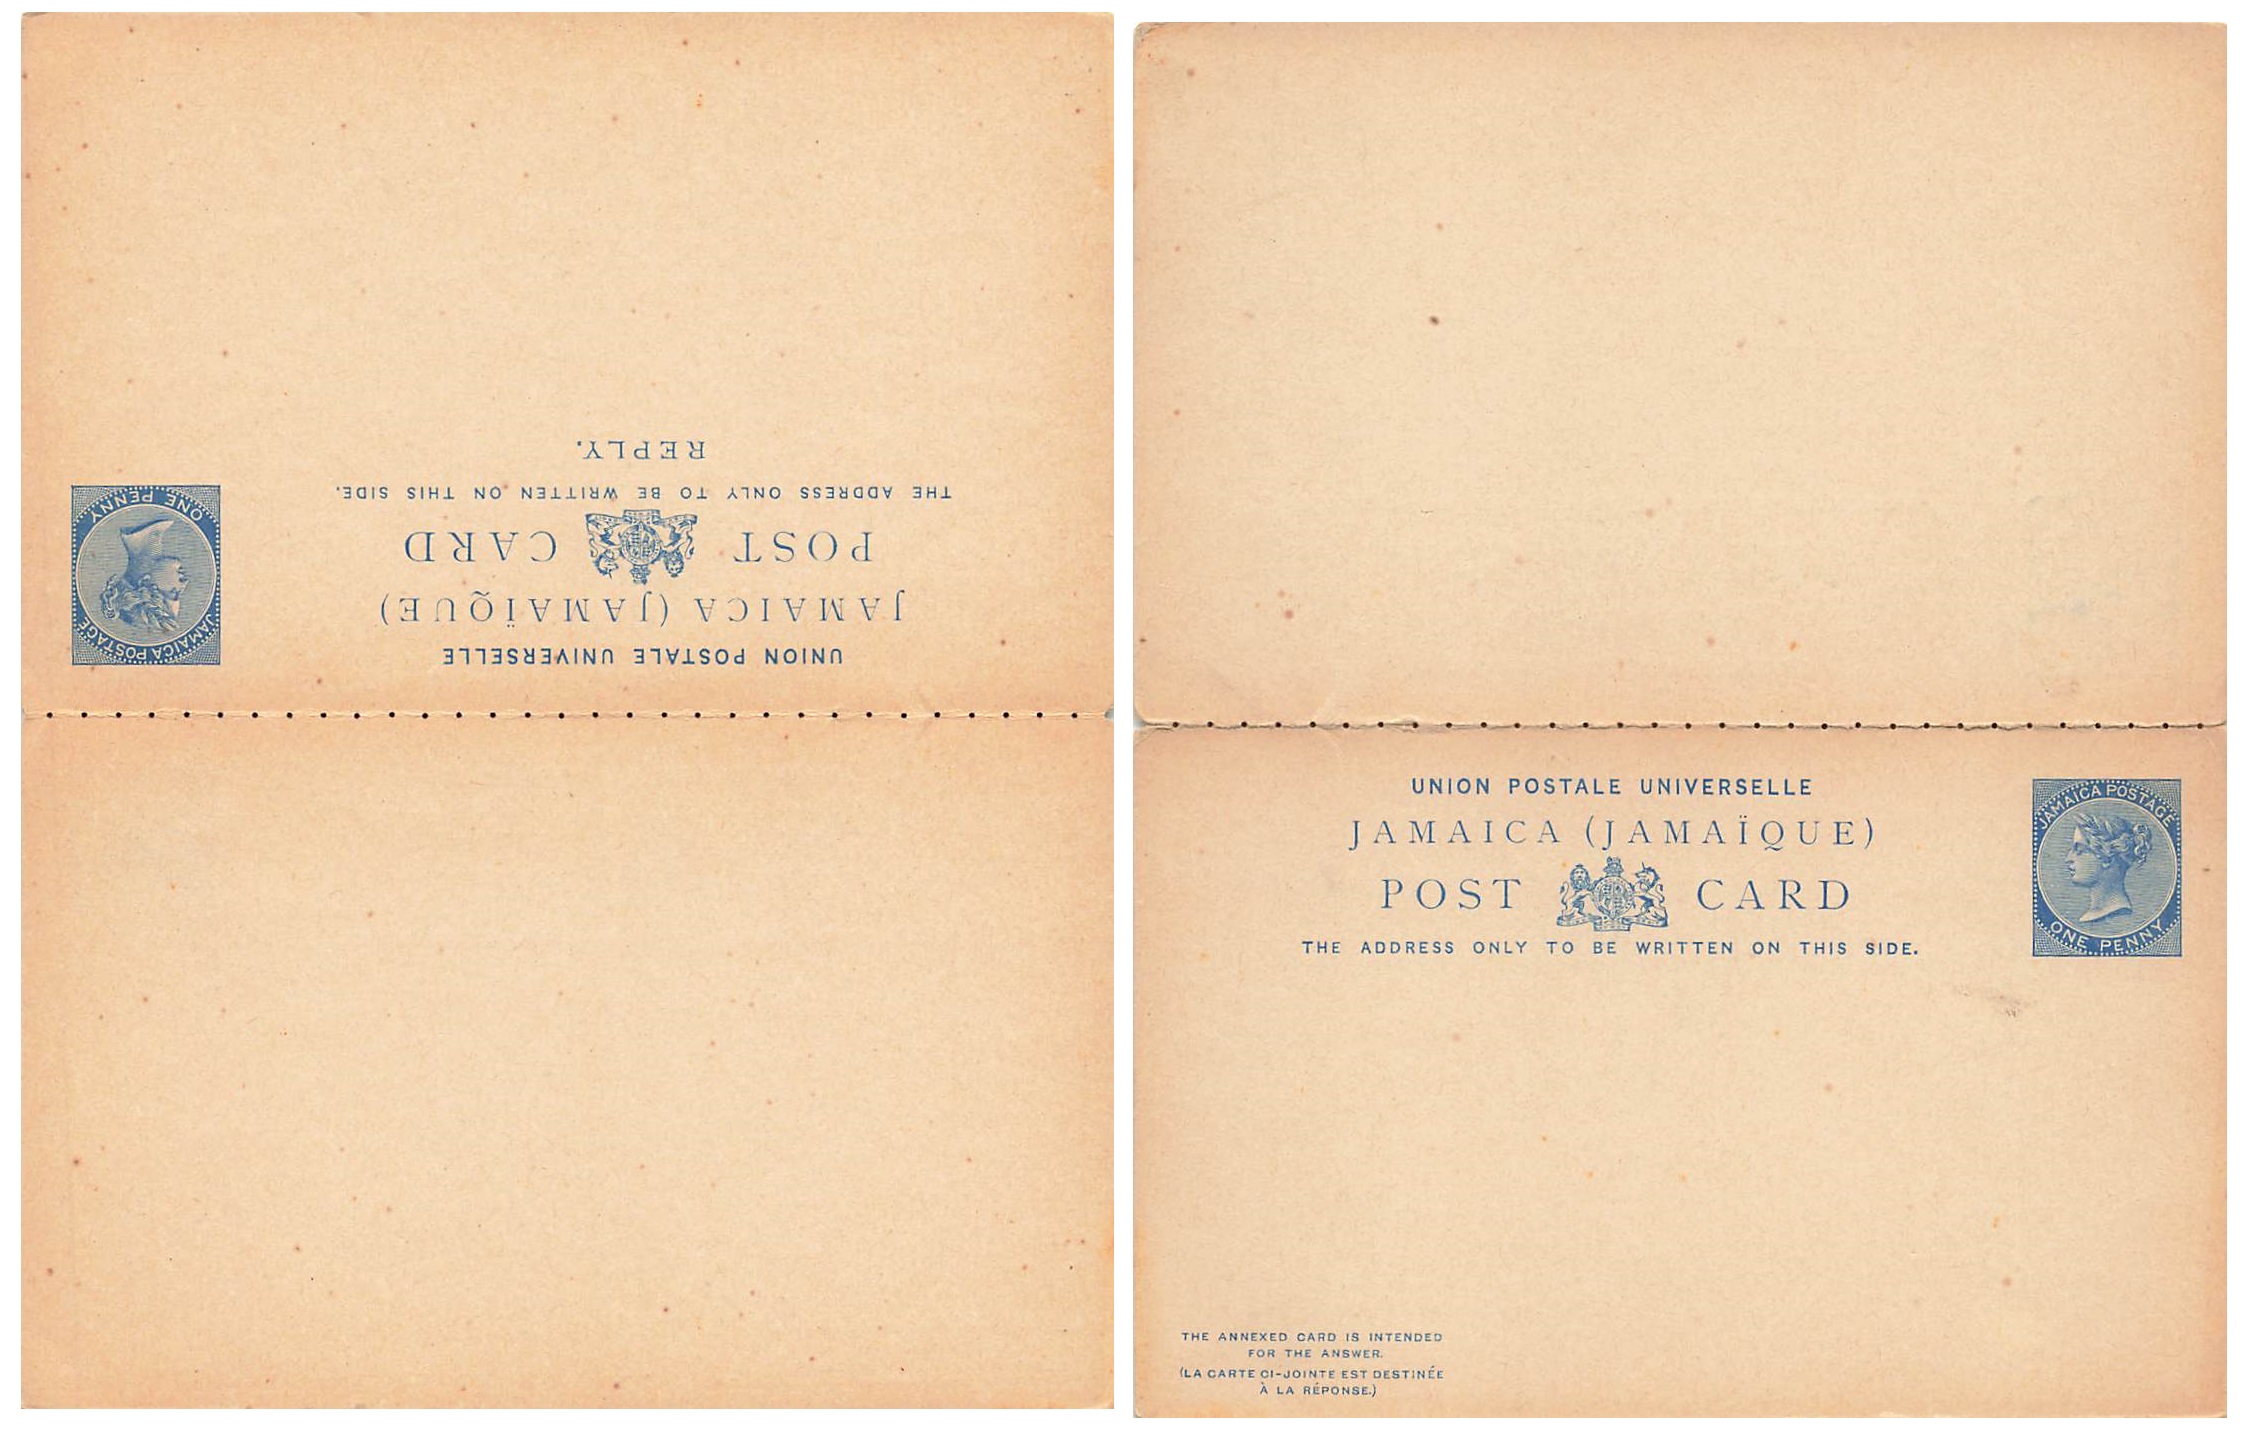 UNION POSTALE UNIVERSELLE
JAMAICA (JAMAÏQUE)
POST CARD
THE ADDRESS ONLY TO BE WRITTEN ON THIS SIDE.
REPLY.
JAMAICA POSTAGE
ONE PENNY
UNION POSTALE UNIVERSELLE
JAMAICA (JAMAÏQUE)
POST CARD
THE ADDRESS ONLY TO BE WRITTEN ON THIS SIDE.
JAMAICA POSTAGE
ONE PENNY
THE ANNEXED CARD IS INTENDED
FOR THE ANSWER.
(LA CARTE CI-JOINTE EST DESTINÉE
À LA RÉPONSE.)